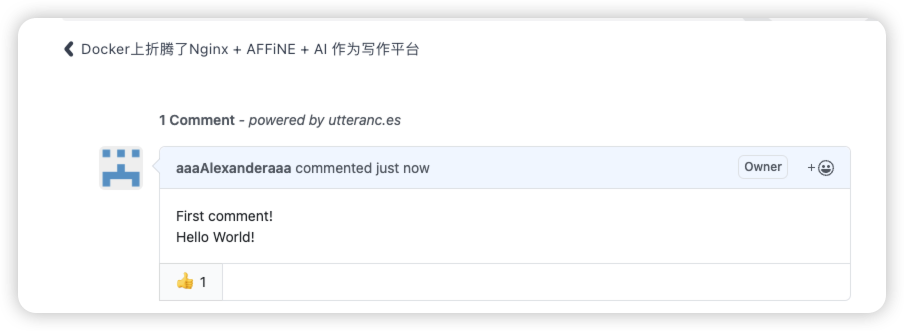 Docker上折腾了Nginx + AFFiNE + AI 作为写作平台
1 Comment - powered by utteranc.es
aaaAlexanderaaa commented just now Owner +
First comment!
Hello World!
👍 1